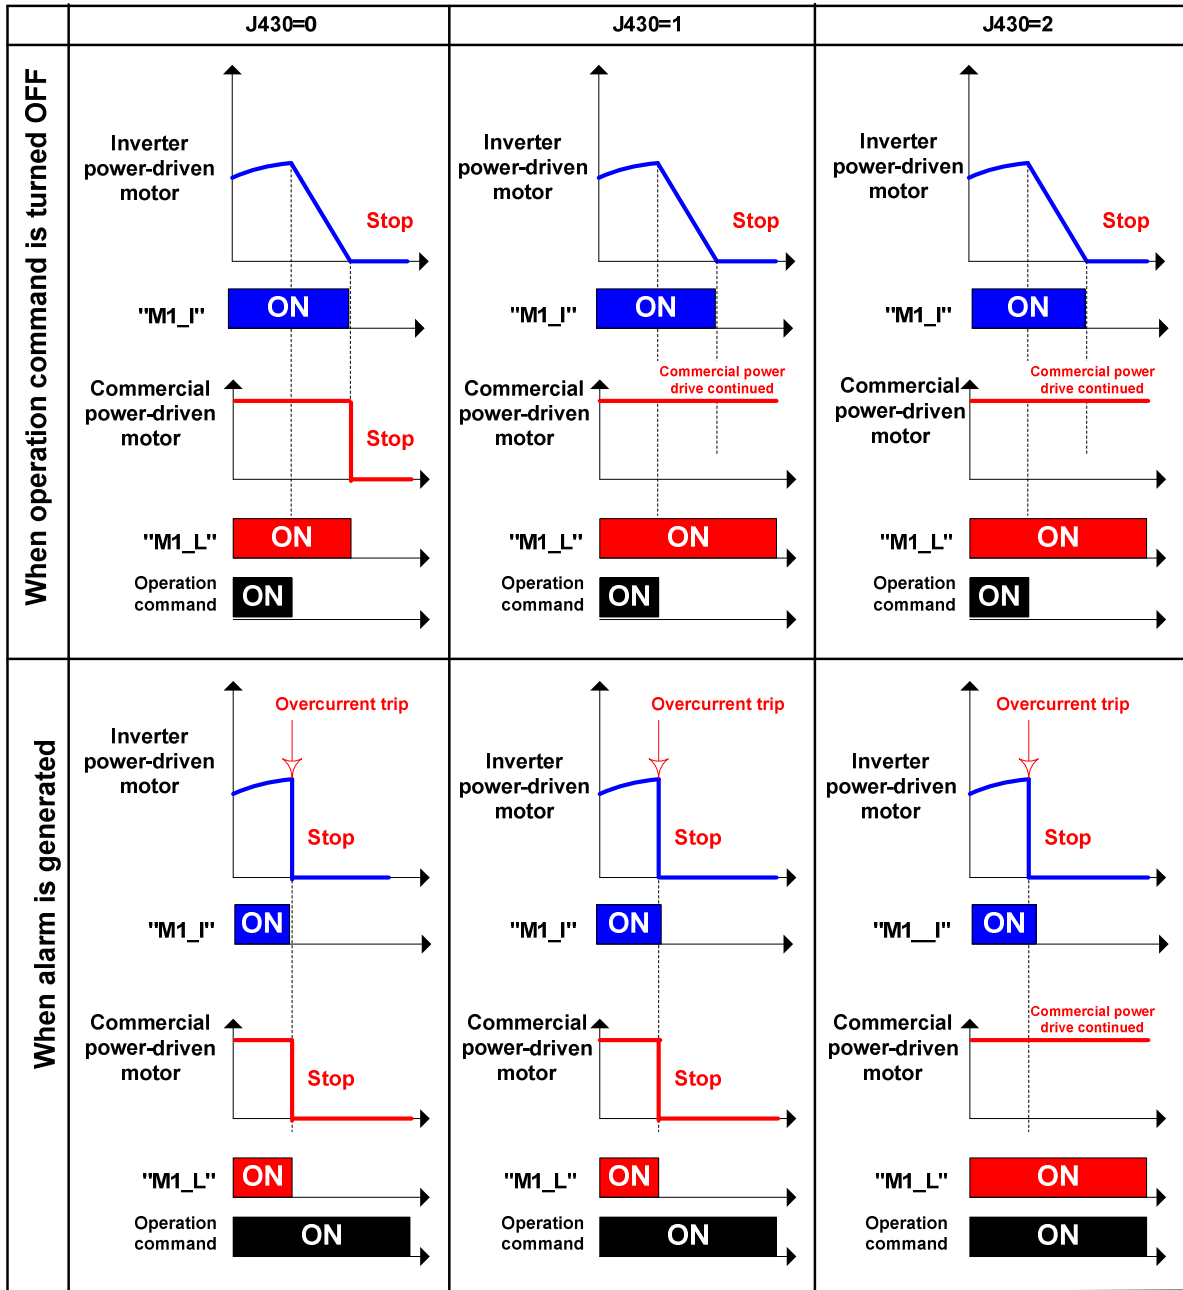 J430=0
J430=1
J430=2
When operation command is turned OFF
Inverter
power-driven
motor
Stop
"M1_I"
ON
Commercial
power-driven
motor
Stop
"M1_L"
ON
Operation
command
ON
Inverter
power-driven
motor
Stop
"M1_I"
ON
Commercial power
drive continued
Commercial
power-driven
motor
"M1_L"
ON
Operation
command
ON
Inverter
power-driven
motor
Stop
"M1_I"
ON
Commercial power
drive continued
Commercial
power-driven
motor
"M1_L"
ON
Operation
command
ON
When alarm is generated
Overcurrent trip
Inverter
power-driven
motor
Stop
"M1_I"
ON
Commercial
power-driven
motor
Stop
"M1_L"
ON
Operation
command
ON
Overcurrent trip
Inverter
power-driven
motor
Stop
"M1_I"
ON
Commercial
power-driven
motor
Stop
"M1_L"
ON
Operation
command
ON
Overcurrent trip
Inverter
power-driven
motor
Stop
"M1__I"
ON
Commercial power
drive continued
Commercial
power-driven
motor
"M1_L"
ON
Operation
command
ON